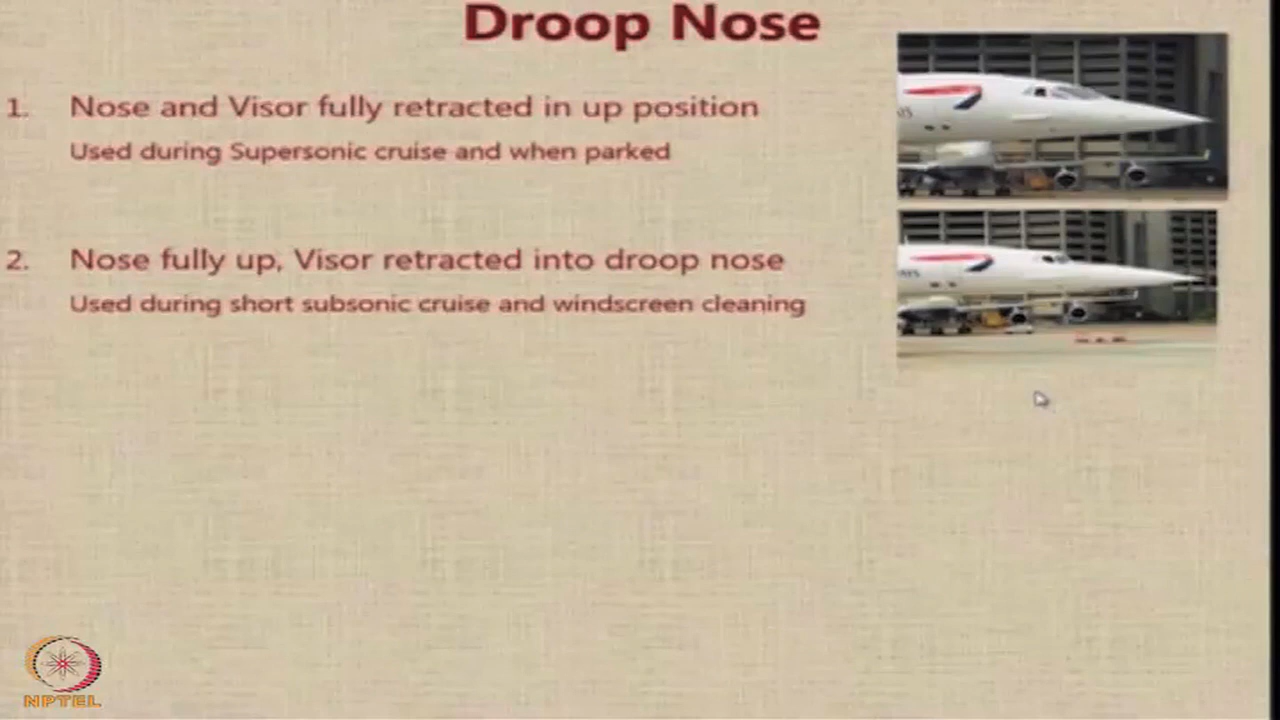 Droop Nose
1. Nose and Visor fully retracted in up position
Used during Supersonic cruise and when parked
2. Nose fully up, Visor retracted into droop nose
Used during short subsonic cruise and windscreen cleaning
NPTEL